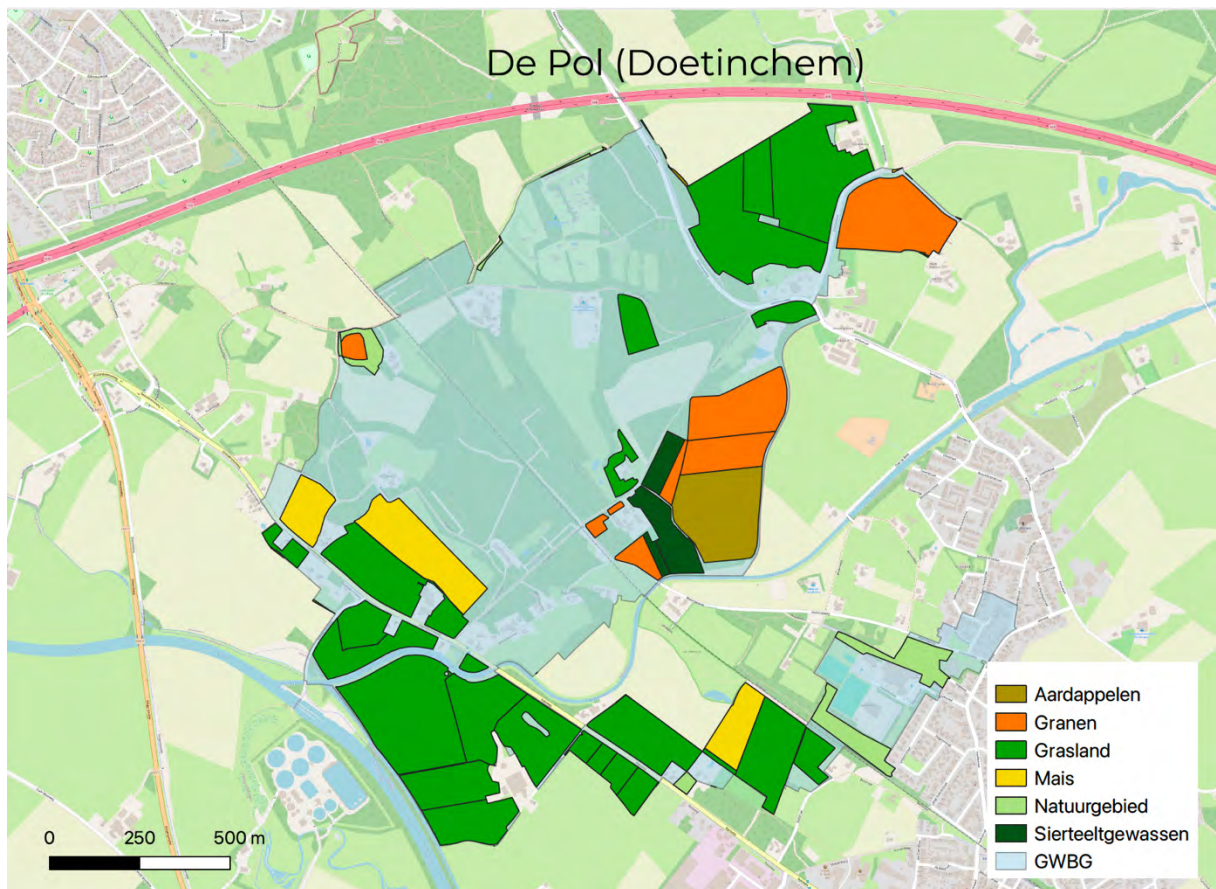 De Pol (Doetinchem)
Aardappelen
Granen
Grasland
Mais
Natuurgebied
Sierteeltgewassen
GWBG
0 250 500 m